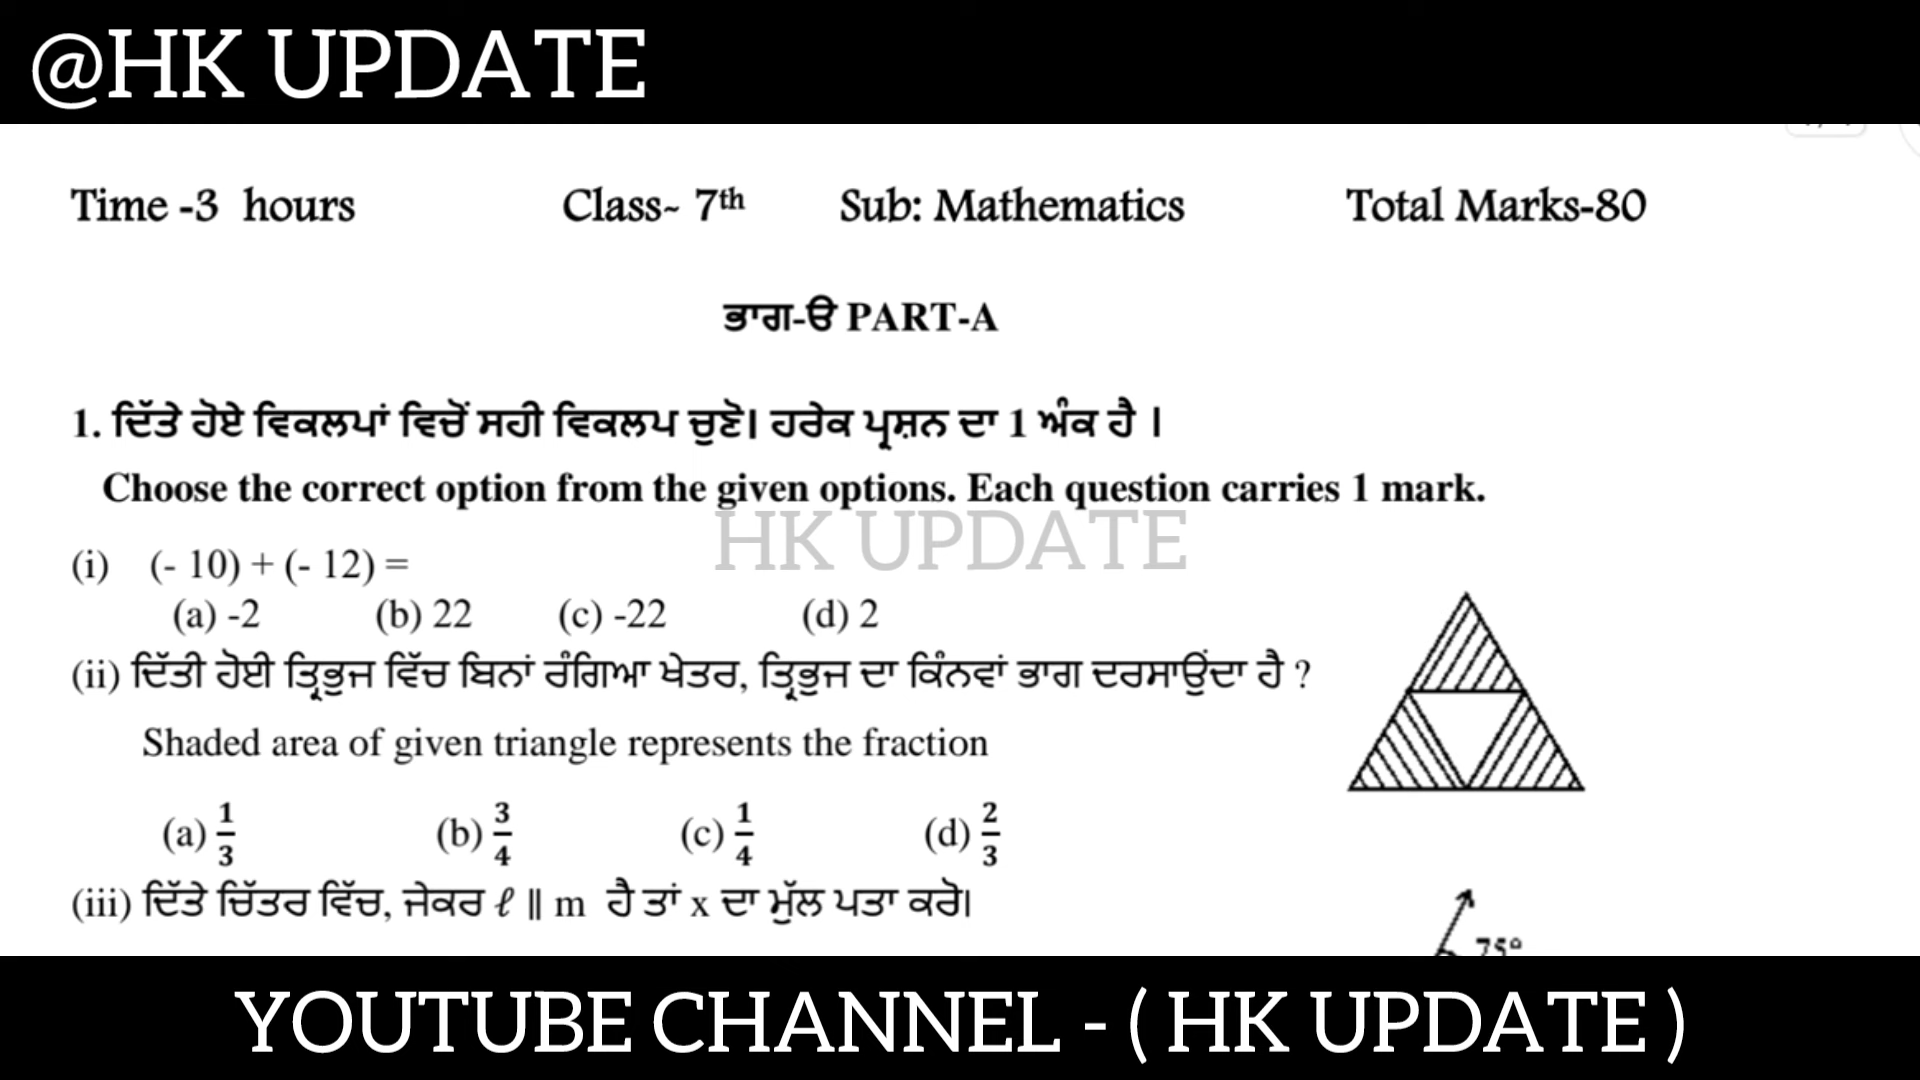 @HK UPDATE
Time -3 hours Class- 7th Sub: Mathematics Total Marks-80
ਭਾਗ-ੳ PART-A
1. ਦਿੱਤੇ ਹੋਏ ਵਿਕਲਪਾਂ ਵਿਚੋਂ ਸਹੀ ਵਿਕਲਪ ਚੁਣੋ। ਹਰੇਕ ਪ੍ਰਸ਼ਨ ਦਾ 1 ਅੰਕ ਹੈ ।
Choose the correct option from the given options. Each question carries 1 mark.
HK UPDATE
(i) (- 10) + (- 12) =
(a) -2 (b) 22 (c) -22 (d) 2
(ii) ਦਿੱਤੀ ਹੋਈ ਤ੍ਰਿਭੁਜ ਵਿੱਚ ਬਿਨਾਂ ਰੰਗਿਆ ਖੇਤਰ, ਤ੍ਰਿਭੁਜ ਦਾ ਕਿੰਨਵਾਂ ਭਾਗ ਦਰਸਾਉਂਦਾ ਹੈ ?
Shaded area of given triangle represents the fraction
(a) 1/3 (b) 3/4 (c) 1/4 (d) 2/3
(iii) ਦਿੱਤੇ ਚਿੱਤਰ ਵਿੱਚ, ਜੇਕਰ ℓ || m ਹੈ ਤਾਂ x ਦਾ ਮੁੱਲ ਪਤਾ ਕਰੋ।
75°
YOUTUBE CHANNEL - ( HK UPDATE )